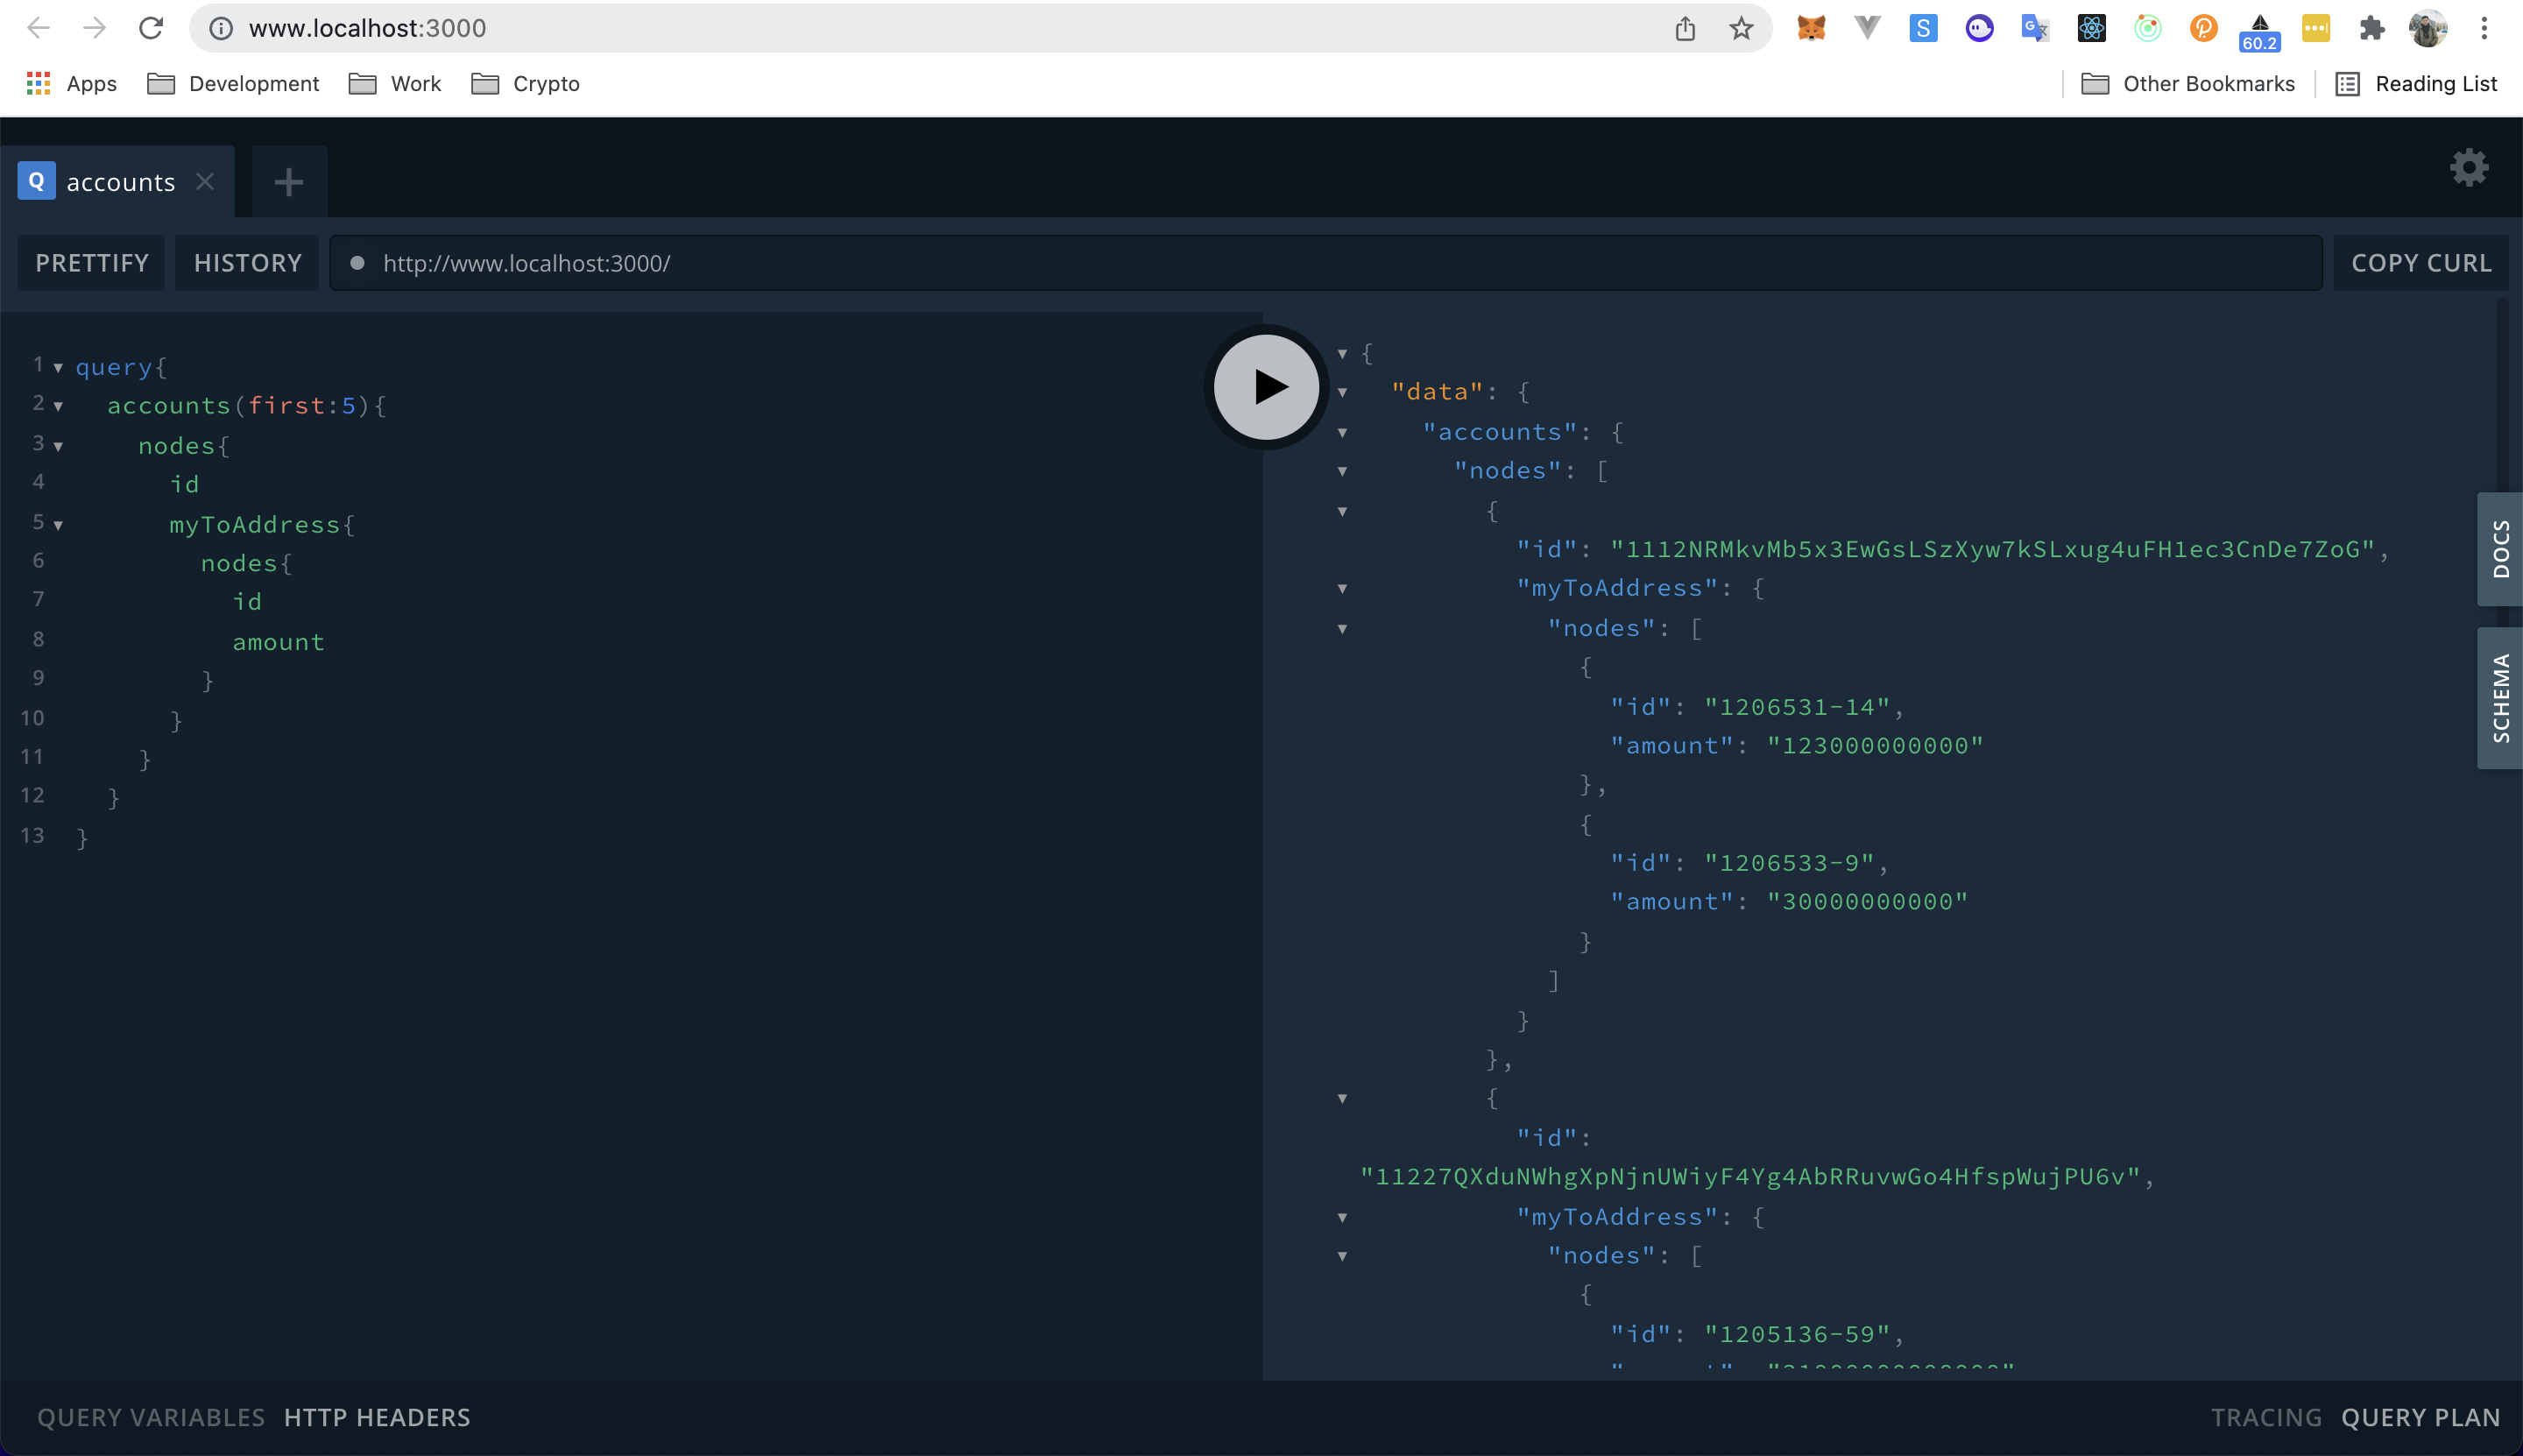 www.localhost:3000
S
G
60.2
Apps Development Work Crypto Other Bookmarks Reading List
Q accounts
PRETTIFY HISTORY http://www.localhost:3000/ COPY CURL
1 query{
2 accounts(first:5){
3 nodes{
4 id
5 myToAddress{
6 nodes{
7 id
8 amount
9 }
10 }
11 }
12 }
13 }
{
"data": {
"accounts": {
"nodes": [
{
"id": "1112NRMkvMb5x3EwGsLSzXyw7kSLxug4uFH1ec3CnDe7ZoG",
"myToAddress": {
"nodes": [
{
"id": "1206531-14",
"amount": "123000000000"
},
{
"id": "1206533-9",
"amount": "30000000000"
}
]
}
},
{
"id":
"11227QXduNWhgXpNjnUWiyF4Yg4AbRRuvwGo4HfspWujPU6v",
"myToAddress": {
"nodes": [
{
"id": "1205136-59",
DOCS
SCHEMA
QUERY VARIABLES HTTP HEADERS TRACING QUERY PLAN